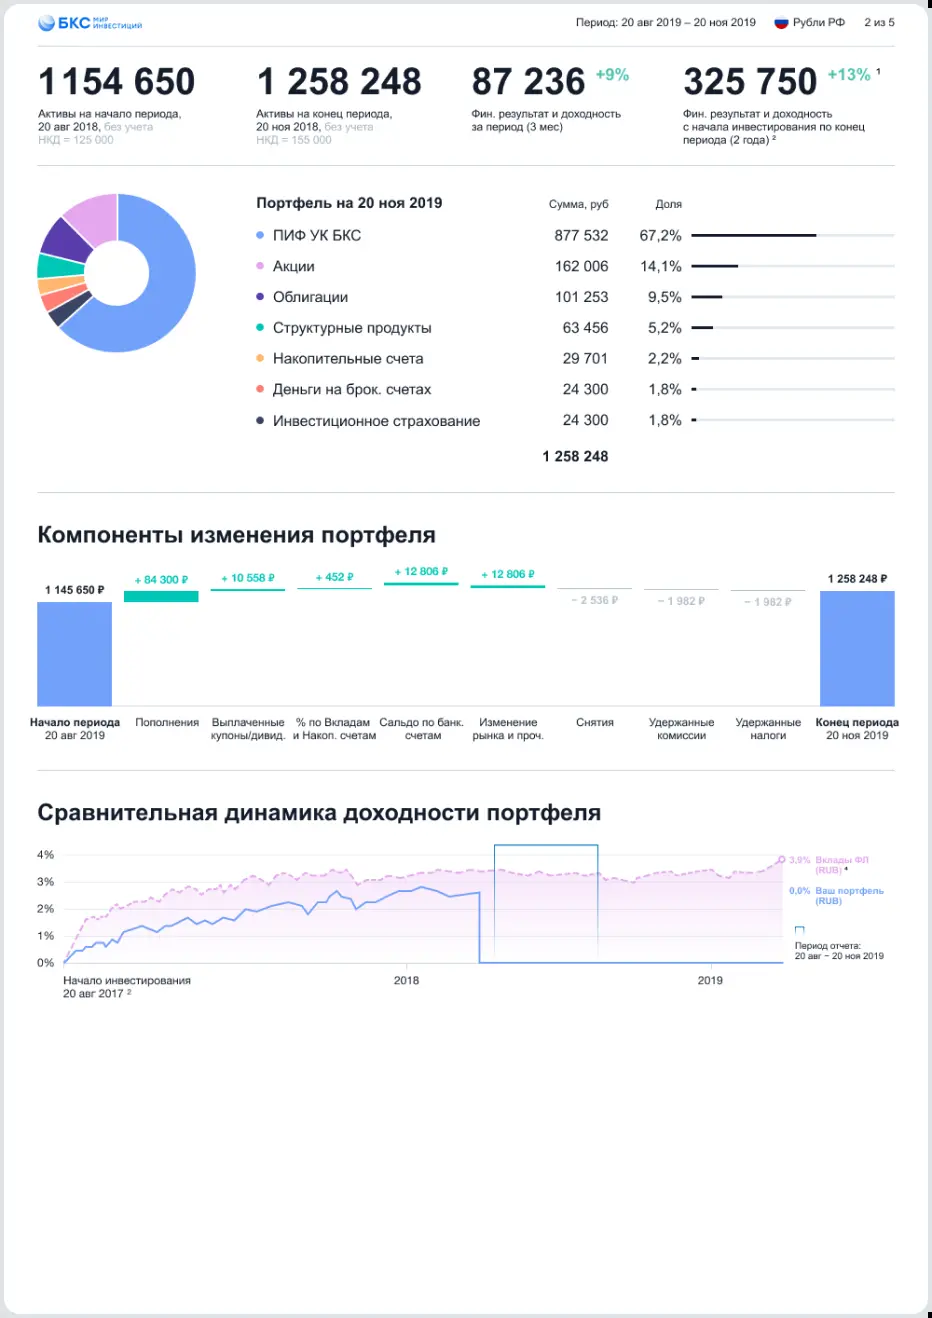 БКС МИР ИНВЕСТИЦИЙ
Период: 20 авг 2019 – 20 ноя 2019 Рубли РФ 2 из 5
1 154 650
Активы на начало периода,
20 авг 2018, без учета
НКД = 125 000
1 258 248
Активы на конец периода,
20 ноя 2018, без учета
НКД = 155 000
87 236 +9%
Фин. результат и доходность
за период (3 мес)
325 750 +13% ¹
Фин. результат и доходность
с начала инвестирования по конец
периода (2 года) ²
Портфель на 20 ноя 2019 Сумма, руб Доля
ПИФ УК БКС 877 532 67,2%
Акции 162 006 14,1%
Облигации 101 253 9,5%
Структурные продукты 63 456 5,2%
Накопительные счета 29 701 2,2%
Деньги на брок. счетах 24 300 1,8%
Инвестиционное страхование 24 300 1,8%
1 258 248
Компоненты изменения портфеля
1 145 650 ₽
+ 84 300 ₽
+ 10 558 ₽
+ 452 ₽
+ 12 806 ₽
+ 12 806 ₽
− 2 536 ₽
− 1 982 ₽
− 1 982 ₽
1 258 248 ₽
Начало периода
20 авг 2019
Пополнения
Выплаченные
купоны/дивид.
% по Вкладам
и Накоп. счетам
Сальдо по банк.
счетам
Изменение
рынка и проч.
Снятия
Удержанные
комиссии
Удержанные
налоги
Конец периода
20 ноя 2019
Сравнительная динамика доходности портфеля
4%
3%
2%
1%
0%
3,9% Вклады ФЛ
(RUB) ⁴
0,0% Ваш портфель
(RUB)
Период отчета:
20 авг − 20 ноя 2019
Начало инвестирования
20 авг 2017 ²
2018
2019